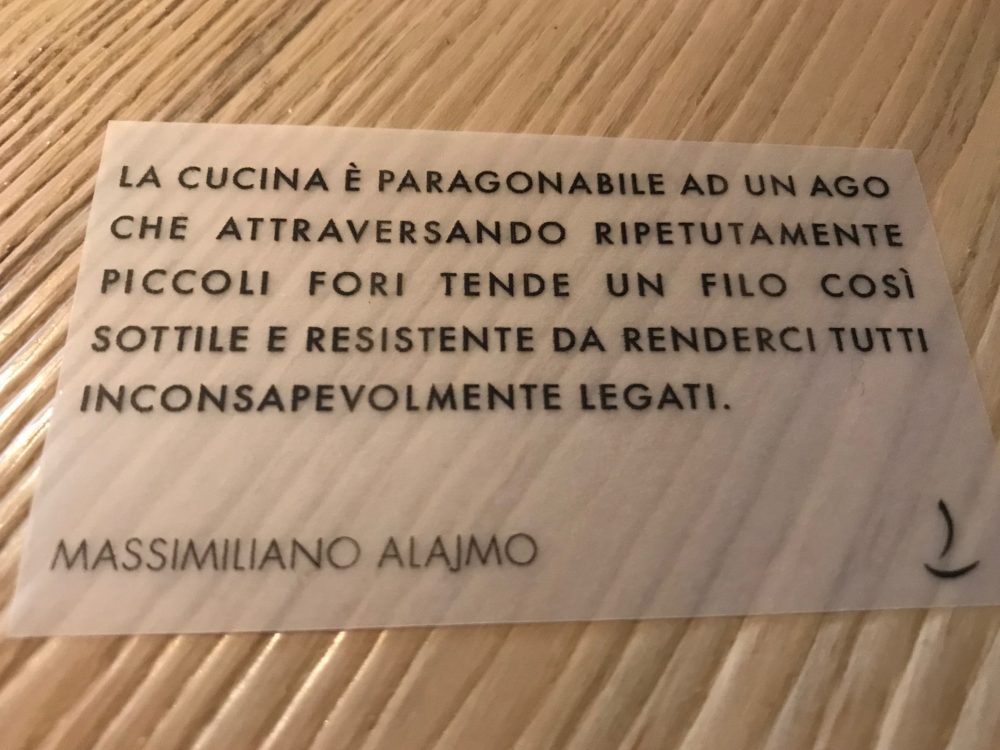 LA CUCINA È PARAGONABILE AD UN AGO
CHE ATTRAVERSANDO RIPETUTAMENTE
PICCOLI FORI TENDE UN FILO COSÌ
SOTTILE E RESISTENTE DA RENDERCI TUTTI
INCONSAPEVOLMENTE LEGATI.
MASSIMILIANO ALAJMO